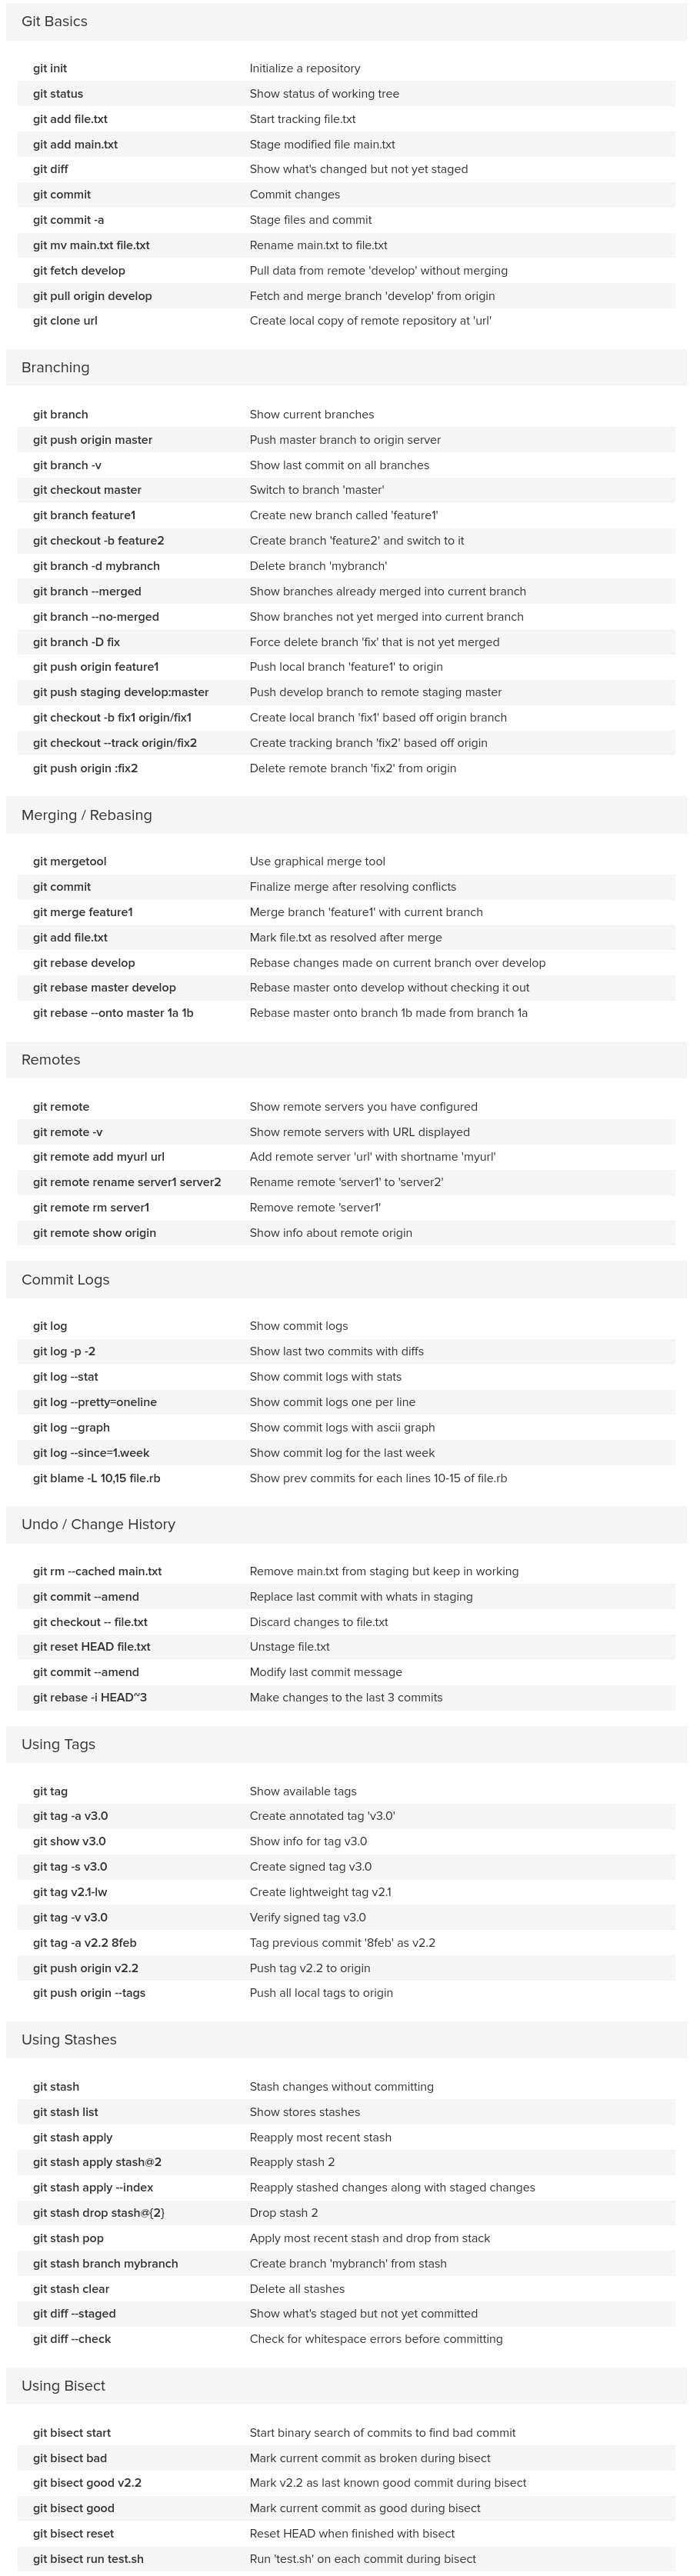 Git Basics
git init Initialize a repository
git status Show status of working tree
git add file.txt Start tracking file.txt
git add main.txt Stage modified file main.txt
git diff Show what's changed but not yet staged
git commit Commit changes
git commit -a Stage files and commit
git mv main.txt file.txt Rename main.txt to file.txt
git fetch develop Pull data from remote 'develop' without merging
git pull origin develop Fetch and merge branch 'develop' from origin
git clone url Create local copy of remote repository at 'url'
Branching
git branch Show current branches
git push origin master Push master branch to origin server
git branch -v Show last commit on all branches
git checkout master Switch to branch 'master'
git branch feature1 Create new branch called 'feature1'
git checkout -b feature2 Create branch 'feature2' and switch to it
git branch -d mybranch Delete branch 'mybranch'
git branch --merged Show branches already merged into current branch
git branch --no-merged Show branches not yet merged into current branch
git branch -D fix Force delete branch 'fix' that is not yet merged
git push origin feature1 Push local branch 'feature1' to origin
git push staging develop:master Push develop branch to remote staging master
git checkout -b fix1 origin/fix1 Create local branch 'fix1' based off origin branch
git checkout --track origin/fix2 Create tracking branch 'fix2' based off origin
git push origin :fix2 Delete remote branch 'fix2' from origin
Merging / Rebasing
git mergetool Use graphical merge tool
git commit Finalize merge after resolving conflicts
git merge feature1 Merge branch 'feature1' with current branch
git add file.txt Mark file.txt as resolved after merge
git rebase develop Rebase changes made on current branch over develop
git rebase master develop Rebase master onto develop without checking it out
git rebase --onto master 1a 1b Rebase master onto branch 1b made from branch 1a
Remotes
git remote Show remote servers you have configured
git remote -v Show remote servers with URL displayed
git remote add myurl url Add remote server 'url' with shortname 'myurl'
git remote rename server1 server2 Rename remote 'server1' to 'server2'
git remote rm server1 Remove remote 'server1'
git remote show origin Show info about remote origin
Commit Logs
git log Show commit logs
git log -p -2 Show last two commits with diffs
git log --stat Show commit logs with stats
git log --pretty=oneline Show commit logs one per line
git log --graph Show commit logs with ascii graph
git log --since=1.week Show commit log for the last week
git blame -L 10,15 file.rb Show prev commits for each lines 10-15 of file.rb
Undo / Change History
git rm --cached main.txt Remove main.txt from staging but keep in working
git commit --amend Replace last commit with whats in staging
git checkout -- file.txt Discard changes to file.txt
git reset HEAD file.txt Unstage file.txt
git commit --amend Modify last commit message
git rebase -i HEAD~3 Make changes to the last 3 commits
Using Tags
git tag Show available tags
git tag -a v3.0 Create annotated tag 'v3.0'
git show v3.0 Show info for tag v3.0
git tag -s v3.0 Create signed tag v3.0
git tag v2.1-lw Create lightweight tag v2.1
git tag -v v3.0 Verify signed tag v3.0
git tag -a v2.2 8feb Tag previous commit '8feb' as v2.2
git push origin v2.2 Push tag v2.2 to origin
git push origin --tags Push all local tags to origin
Using Stashes
git stash Stash changes without committing
git stash list Show stores stashes
git stash apply Reapply most recent stash
git stash apply stash@2 Reapply stash 2
git stash apply --index Reapply stashed changes along with staged changes
git stash drop stash@{2} Drop stash 2
git stash pop Apply most recent stash and drop from stack
git stash branch mybranch Create branch 'mybranch' from stash
git stash clear Delete all stashes
git diff --staged Show what's staged but not yet committed
git diff --check Check for whitespace errors before committing
Using Bisect
git bisect start Start binary search of commits to find bad commit
git bisect bad Mark current commit as broken during bisect
git bisect good v2.2 Mark v2.2 as last known good commit during bisect
git bisect good Mark current commit as good during bisect
git bisect reset Reset HEAD when finished with bisect
git bisect run test.sh Run 'test.sh' on each commit during bisect